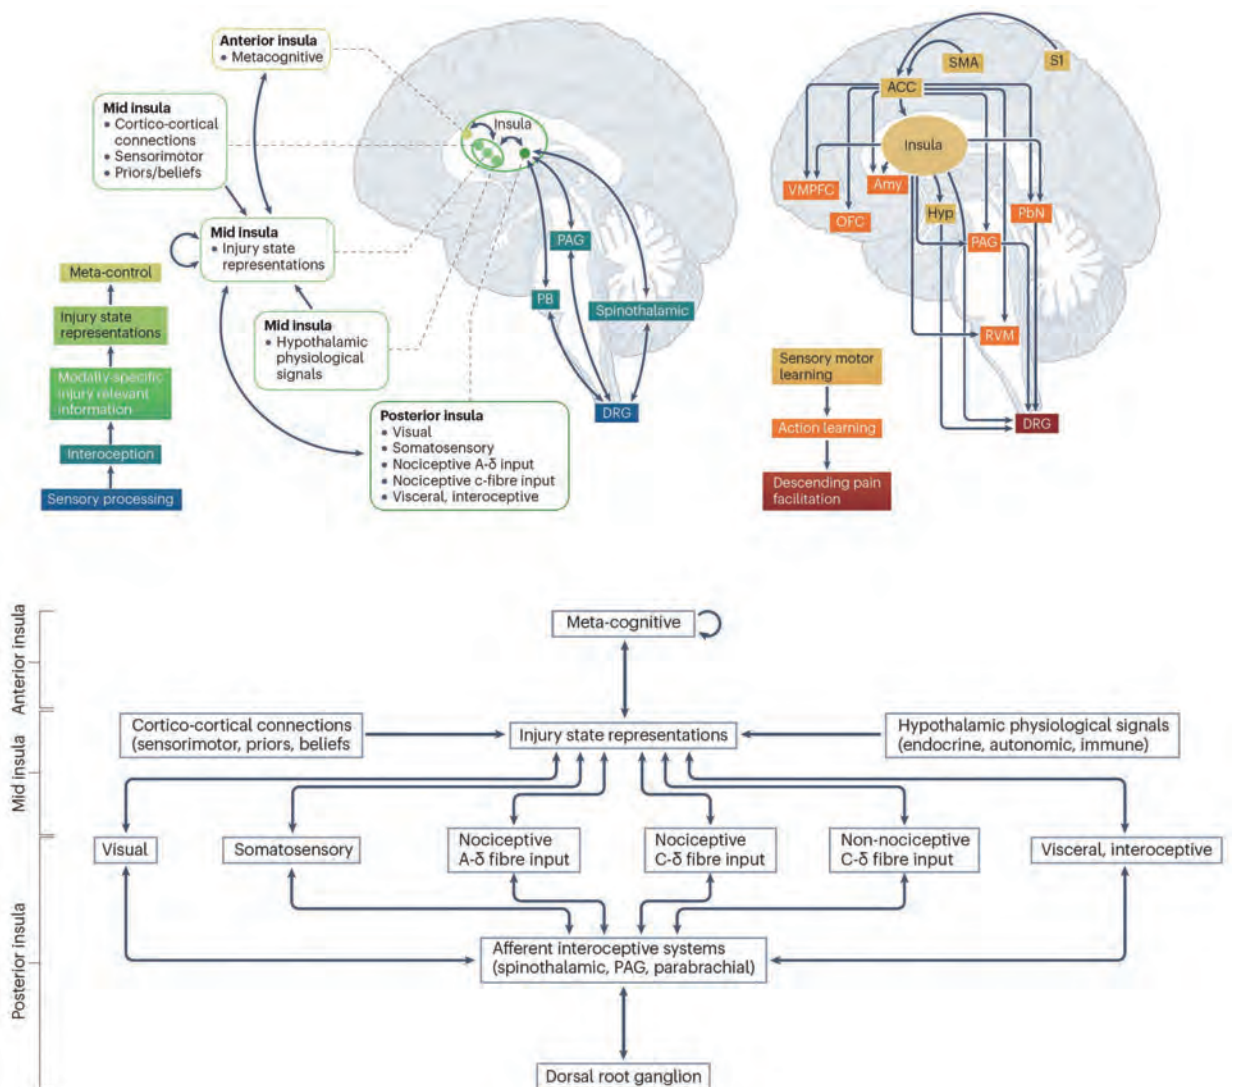 Anterior insula
• Metacognitive
Mid insula
• Cortico-cortical
connections
• Sensorimotor
• Priors/beliefs
Mid insula
• Injury state
representations
Mid insula
• Hypothalamic
physiological
signals
Posterior insula
• Visual
• Somatosensory
• Nociceptive A-δ input
• Nociceptive c-fibre input
• Visceral, interoceptive
Meta-control
Injury state
representations
Modality-specific
injury relevant
information
Interoception
Sensory processing
Insula
PAG
PB
Spinothalamic
DRG
S1
SMA
ACC
Insula
VMPFC
Amy
OFC
Hyp
PbN
PAG
RVM
DRG
Sensory motor
learning
Action learning
Descending pain
facilitation
Anterior insula
Mid insula
Posterior insula
Meta-cognitive
Cortico-cortical connections
(sensorimotor, priors, beliefs
Injury state representations
Hypothalamic physiological signals
(endocrine, autonomic, immune)
Visual
Somatosensory
Nociceptive
A-δ fibre input
Nociceptive
C-δ fibre input
Non-nociceptive
C-δ fibre input
Visceral, interoceptive
Afferent interoceptive systems
(spinothalamic, PAG, parabrachial)
Dorsal root ganglion